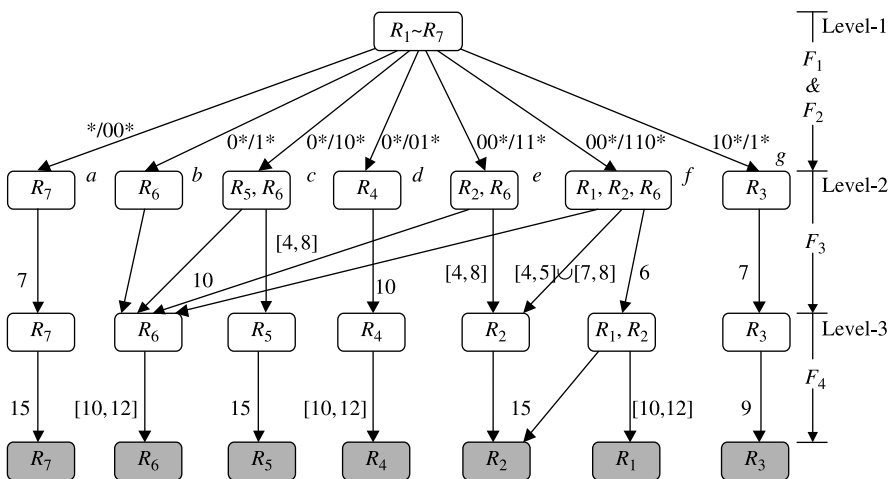 R₁~R₇
Level-1
F₁
&
F₂
*/00*
0*/1*
0*/10*
0*/01*
00*/11*
00*/110*
10*/1*
R₇
a
R₆
b
R₅, R₆
c
R₄
d
R₂, R₆
e
R₁, R₂, R₆
f
R₃
g
Level-2
7
10
[4, 8]
10
[4, 8]
[4, 5]∪[7, 8]
6
7
F₃
R₇
R₆
R₅
R₄
R₂
R₁, R₂
R₃
Level-3
15
[10, 12]
15
[10, 12]
15
[10, 12]
9
F₄
R₇
R₆
R₅
R₄
R₂
R₁
R₃